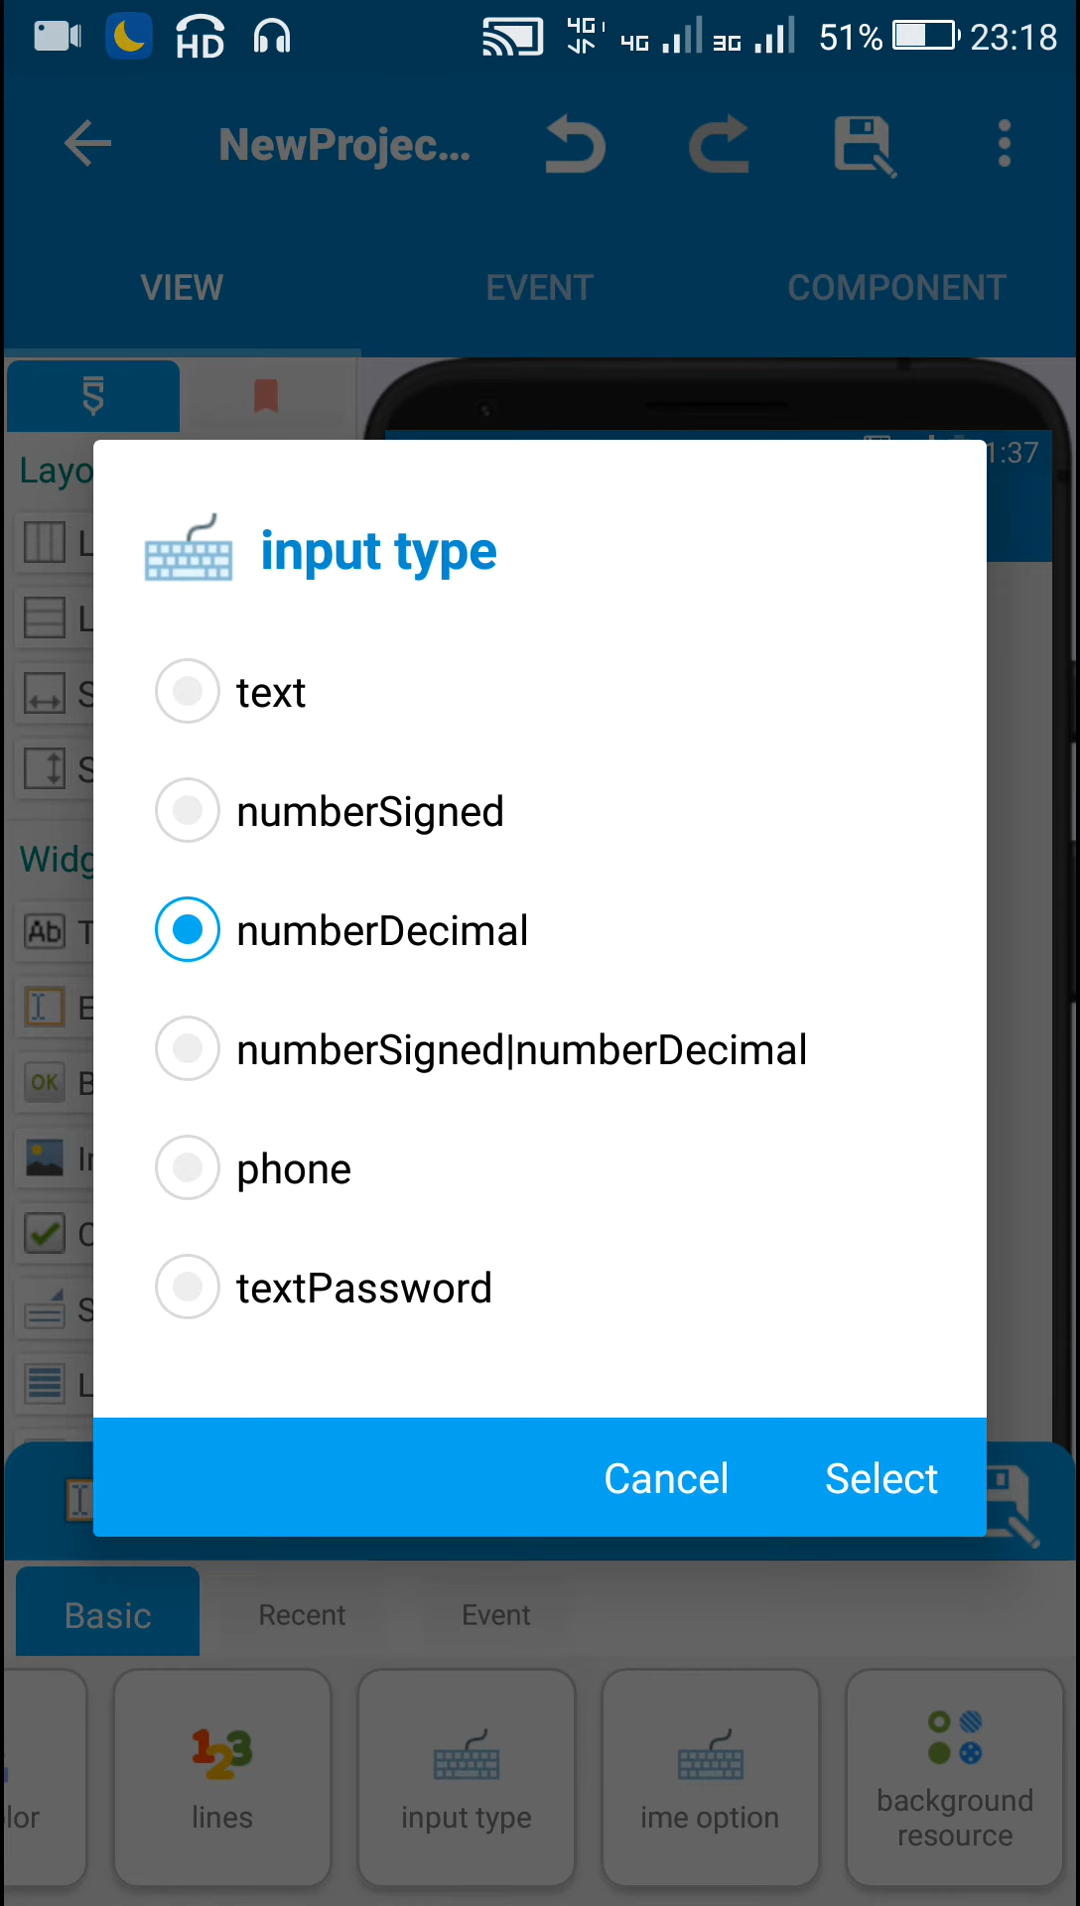 HD 4G 4G 3G 51% 23:18
NewProjec...
VIEW EVENT COMPONENT
1:37
Layo
input type
text
numberSigned
numberDecimal
numberSigned|numberDecimal
phone
textPassword
Widg
Ab T
E
OK B
C
S
L
Cancel Select
Basic Recent Event
lor
lines
input type
ime option
background
resource